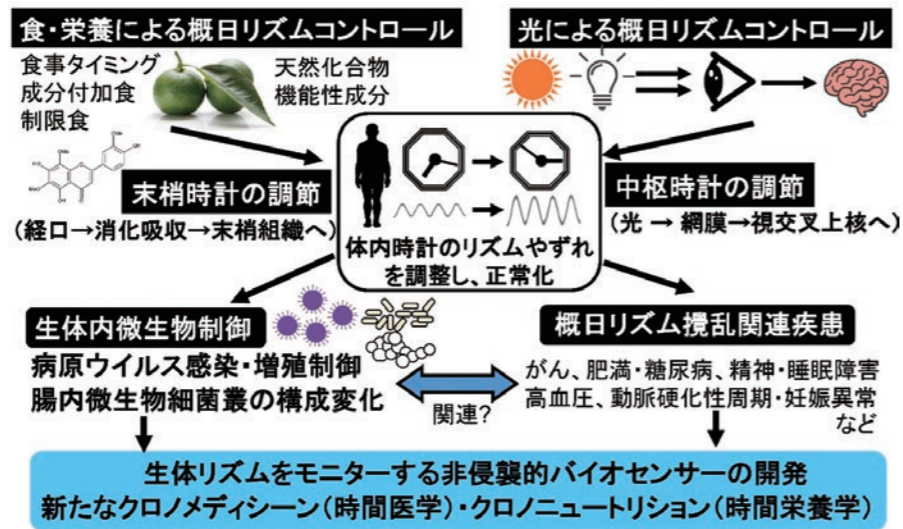 食・栄養による概日リズムコントロール
食事タイミング
成分付加食
制限食
天然化合物
機能性成分
光による概日リズムコントロール
末梢時計の調節
(経口→消化吸収→末梢組織へ)
中枢時計の調節
(光 → 網膜→視交叉上核へ)
体内時計のリズムやずれ
を調整し、正常化
生体内微生物制御
病原ウイルス感染・増殖制御
腸内微生物細菌叢の構成変化
関連?
概日リズム攪乱関連疾患
がん、肥満・糖尿病、精神・睡眠障害
高血圧、動脈硬化性周期・妊娠異常
など
生体リズムをモニターする非侵襲的バイオセンサーの開発
新たなクロノメディシーン(時間医学)・クロノニュートリション(時間栄養学)